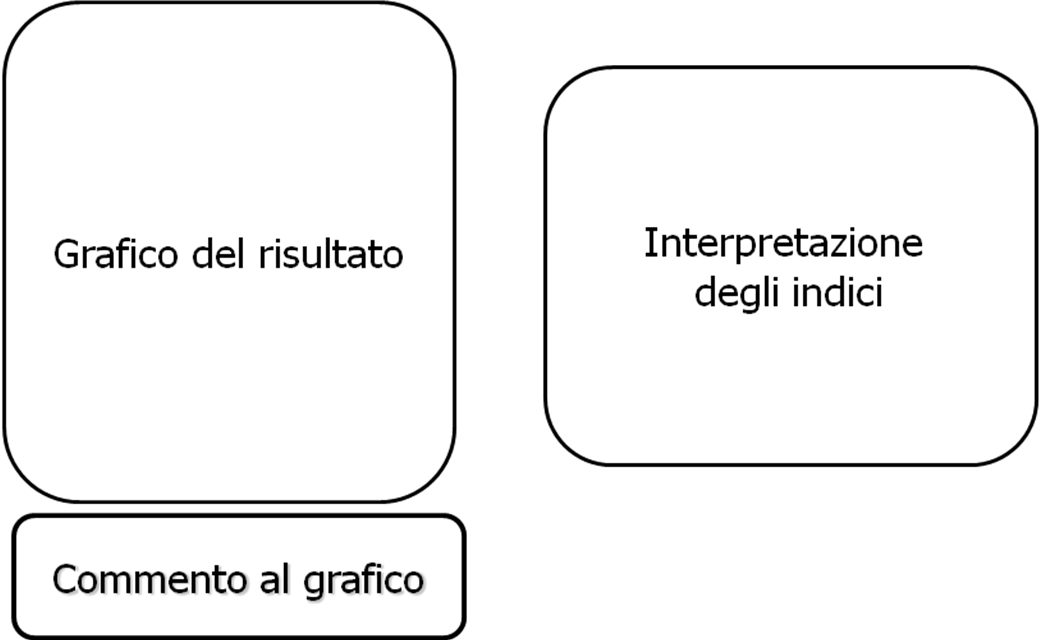 Grafico del risultato
Interpretazione
degli indici
Commento al grafico